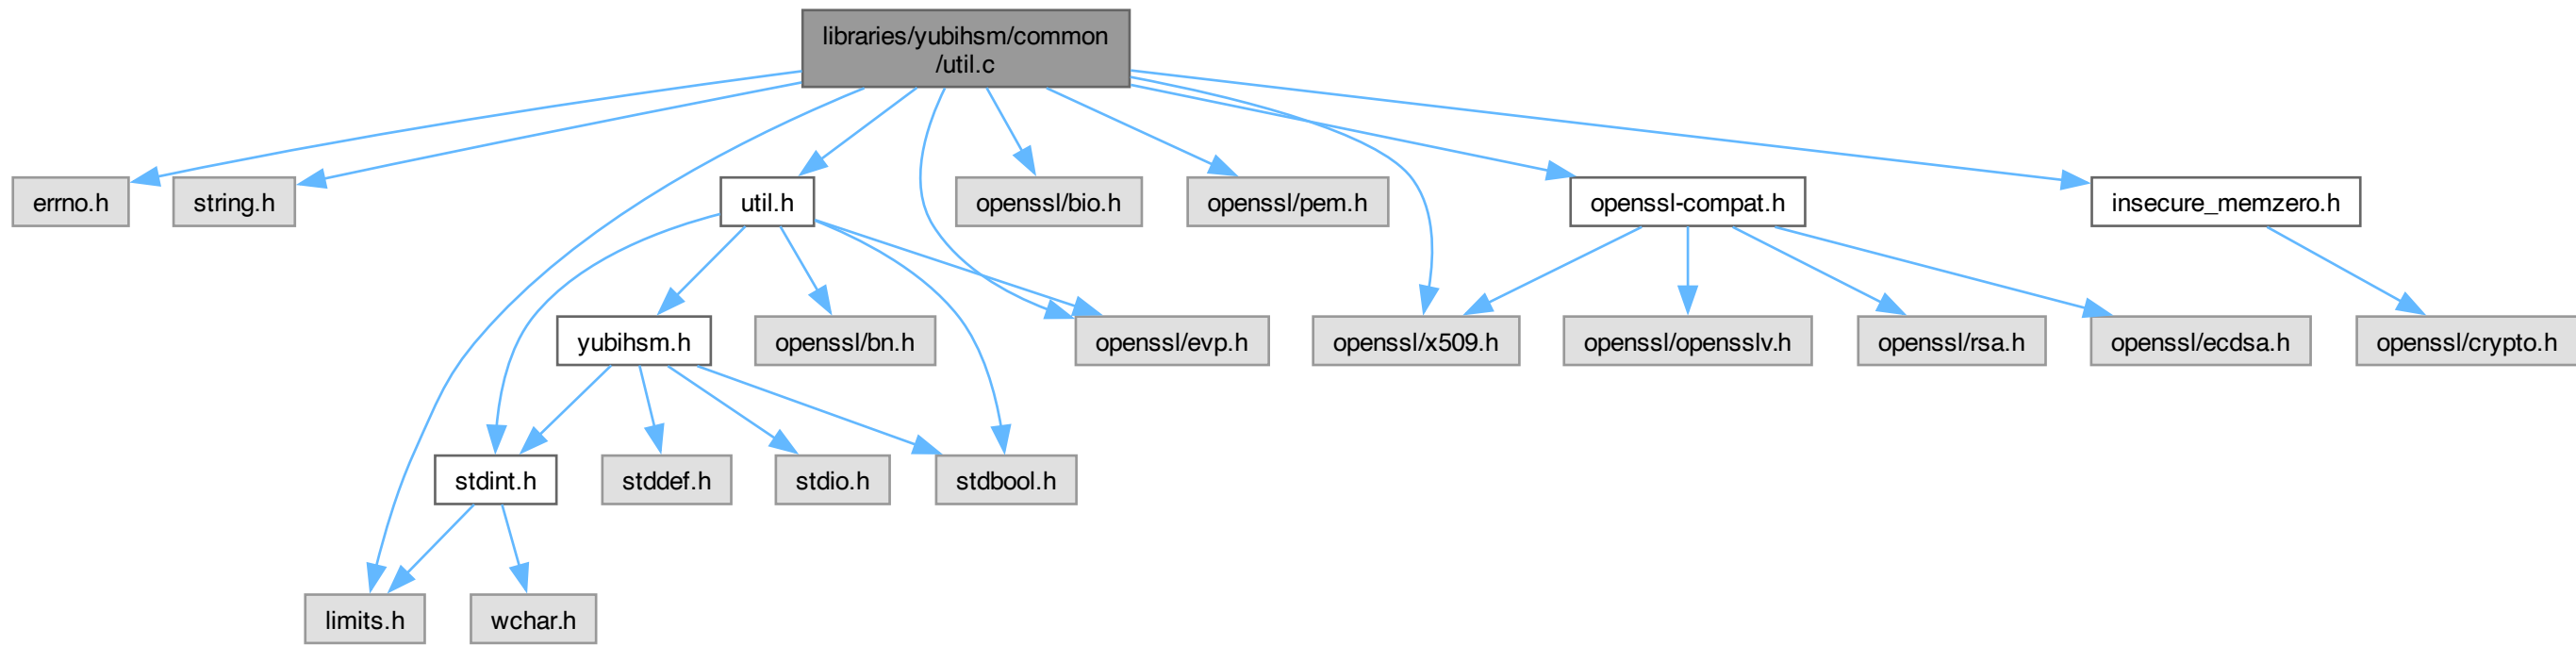 libraries/yubihsm/common
/util.c
errno.h
string.h
util.h
openssl/bio.h
openssl/pem.h
openssl-compat.h
insecure_memzero.h
yubihsm.h
openssl/bn.h
openssl/evp.h
openssl/x509.h
openssl/opensslv.h
openssl/rsa.h
openssl/ecdsa.h
openssl/crypto.h
stdint.h
stddef.h
stdio.h
stdbool.h
limits.h
wchar.h